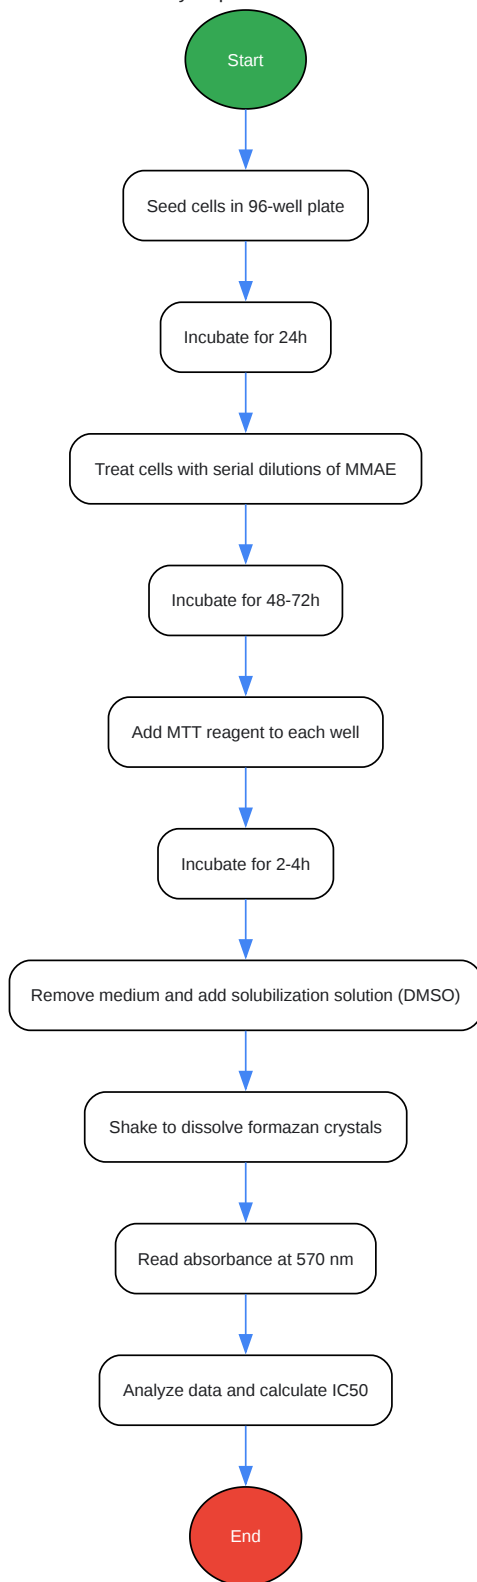 Start
Seed cells in 96-well plate
Incubate for 24h
Treat cells with serial dilutions of MMAE
Incubate for 48-72h
Add MTT reagent to each well
Incubate for 2-4h
Remove medium and add solubilization solution (DMSO)
Shake to dissolve formazan crystals
Read absorbance at 570 nm
Analyze data and calculate IC50
End